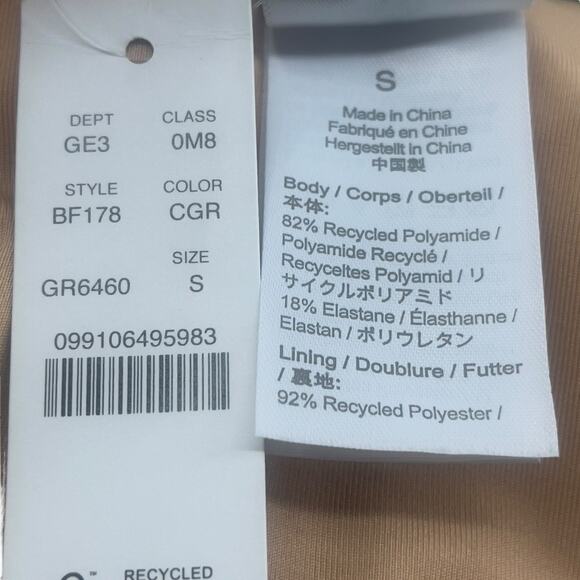 DEPT CLASS
GE3 0M8
STYLE COLOR
BF178 CGR
SIZE
GR6460 S
099106495983
™ RECYCLED
S
Made in China
Fabriqué en Chine
Hergestellt in China
中国製
Body / Corps / Oberteil /
本体:
82% Recycled Polyamide /
Polyamide Recyclé /
Recyceltes Polyamid / リ
サイクルポリアミド
18% Elastane / Élasthanne /
Elastan / ポリウレタン
Lining / Doublure / Futter
/ 裏地:
92% Recycled Polyester /